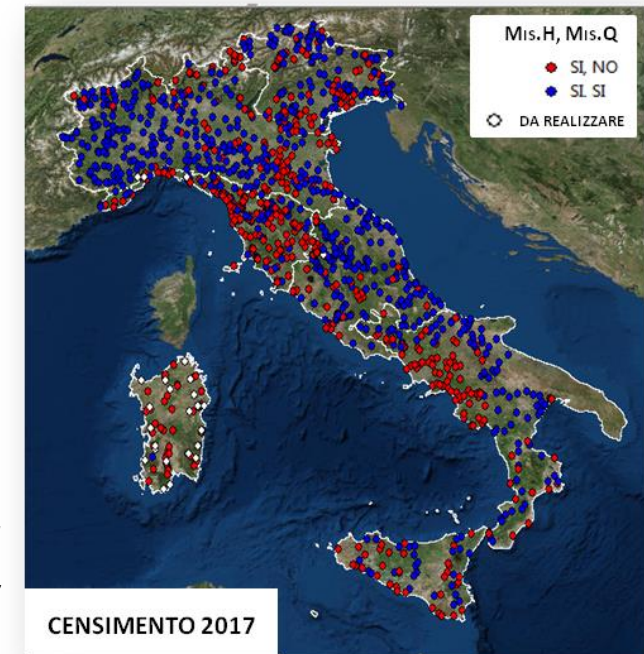 Mis.H, Mis.Q
SI, NO
SI. SI
DA REALIZZARE
CENSIMENTO 2017